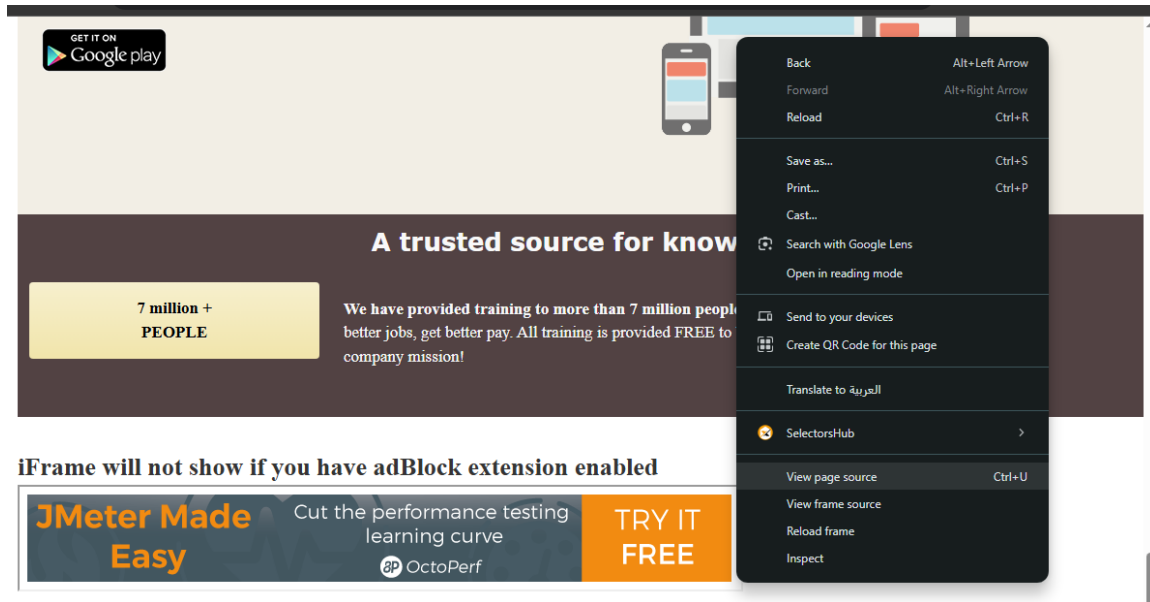 GET IT ON
Google play
A trusted source for know
7 million +
PEOPLE
We have provided training to more than 7 million people
better jobs, get better pay. All training is provided FREE to
company mission!
iFrame will not show if you have adBlock extension enabled
JMeter Made
Easy
Cut the performance testing
learning curve
OctoPerf
TRY IT
FREE
Back Alt+Left Arrow
Forward Alt+Right Arrow
Reload Ctrl+R
Save as... Ctrl+S
Print... Ctrl+P
Cast...
Search with Google Lens
Open in reading mode
Send to your devices
Create QR Code for this page
Translate to العربية
SelectorsHub
View page source Ctrl+U
View frame source
Reload frame
Inspect